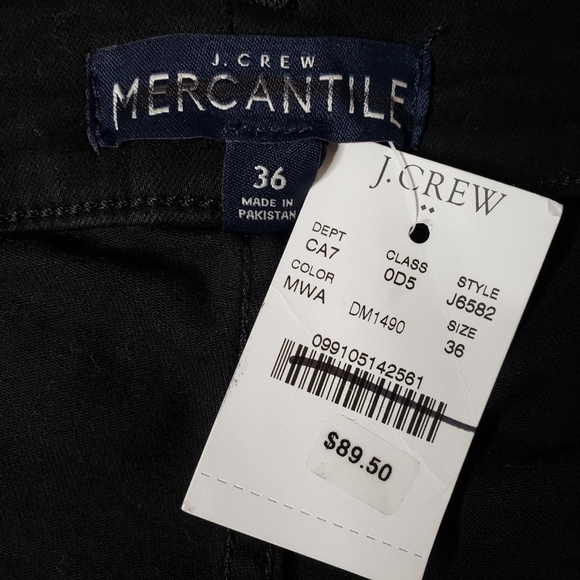 J. CREW
MERCANTILE
36
MADE IN
PAKISTAN
J.CREW
DEPT CLASS STYLE
CA7 0D5 J6582
COLOR SIZE
MWA DM1490 36
099105142561
$89.50